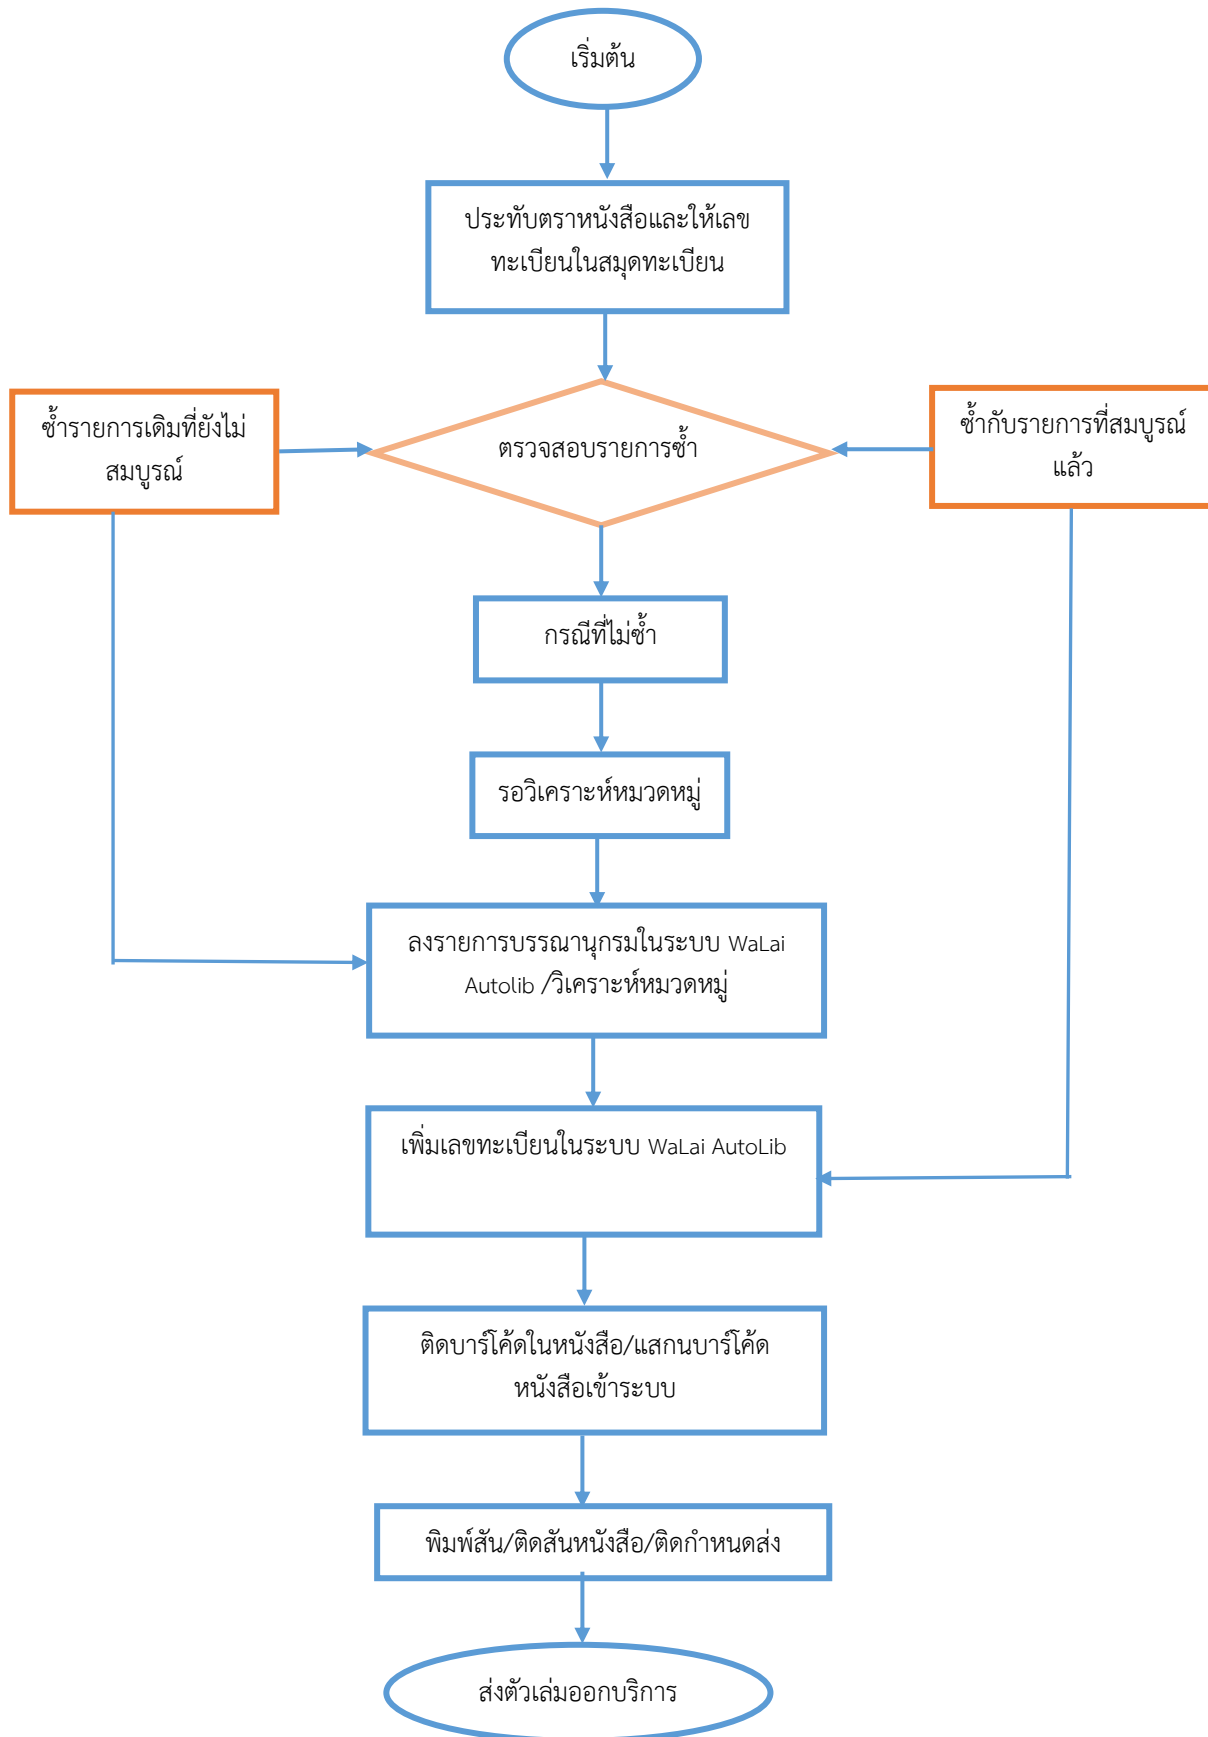 เริ่มต้น
ประทับตราหนังสือและให้เลข
ทะเบียนในสมุดทะเบียน
ซ้ำรายการเดิมที่ยังไม่
สมบูรณ์
ตรวจสอบรายการซ้ำ
ซ้ำกับรายการที่สมบูรณ์
แล้ว
กรณีที่ไม่ซ้ำ
รอวิเคราะห์หมวดหมู่
ลงรายการบรรณานุกรมในระบบ WaLai
Autolib /วิเคราะห์หมวดหมู่
เพิ่มเลขทะเบียนในระบบ WaLai AutoLib
ติดบาร์โค้ดในหนังสือ/แสกนบาร์โค้ด
หนังสือเข้าระบบ
พิมพ์สัน/ติดสันหนังสือ/ติดกำหนดส่ง
ส่งตัวเล่มออกบริการ